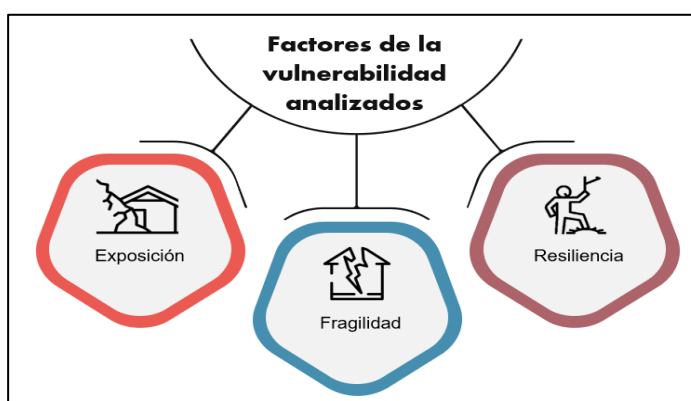 Factores de la
vulnerabilidad
analizados
Exposición
Fragilidad
Resiliencia